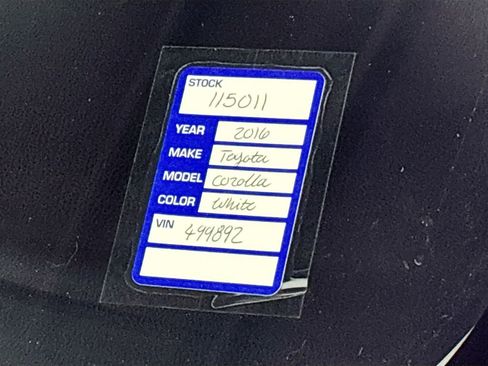 STOCK
115011
YEAR 2016
MAKE Toyota
MODEL Corolla
COLOR White
VIN 499892